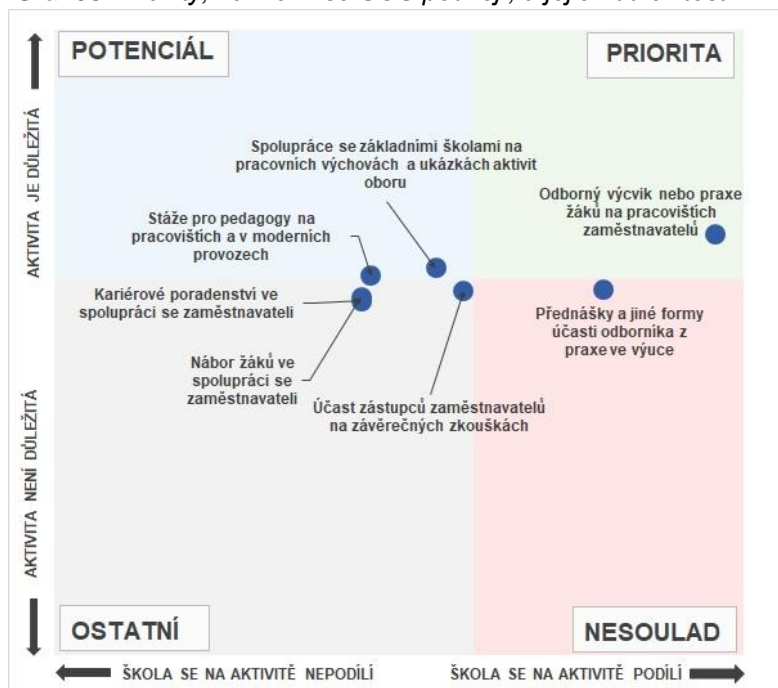 POTENCIÁL
PRIORITA
AKTIVITA JE DŮLEŽITÁ
Spolupráce se základními školami na
pracovních výchovách a ukázkách aktivit
oboru
Odborný výcvik nebo praxe
žáků na pracovištích
zaměstnavatelů
Stáže pro pedagogy na
pracovištích a v moderních
provozech
Kariérové poradenství ve
spolupráci se zaměstnavateli
Přednášky a jiné formy
účasti odborníka z
praxe ve výuce
Nábor žáků ve
spolupráci se
zaměstnavateli
Účast zástupců zaměstnavatelů
na závěrečných zkouškách
AKTIVITA NENÍ DŮLEŽITÁ
OSTATNÍ
NESOULAD
ŠKOLA SE NA AKTIVITĚ NEPODÍLÍ
ŠKOLA SE NA AKTIVITĚ PODÍLÍ